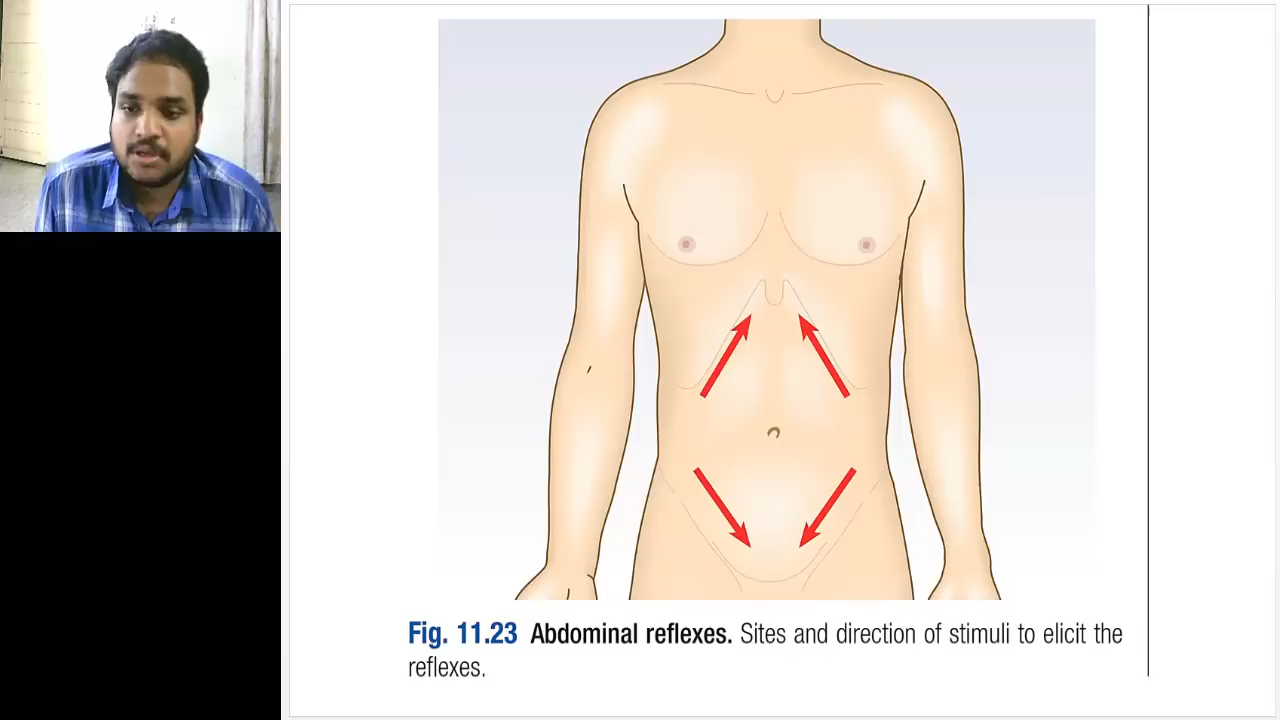 Fig. 11.23 Abdominal reflexes. Sites and direction of stimuli to elicit the
reflexes.